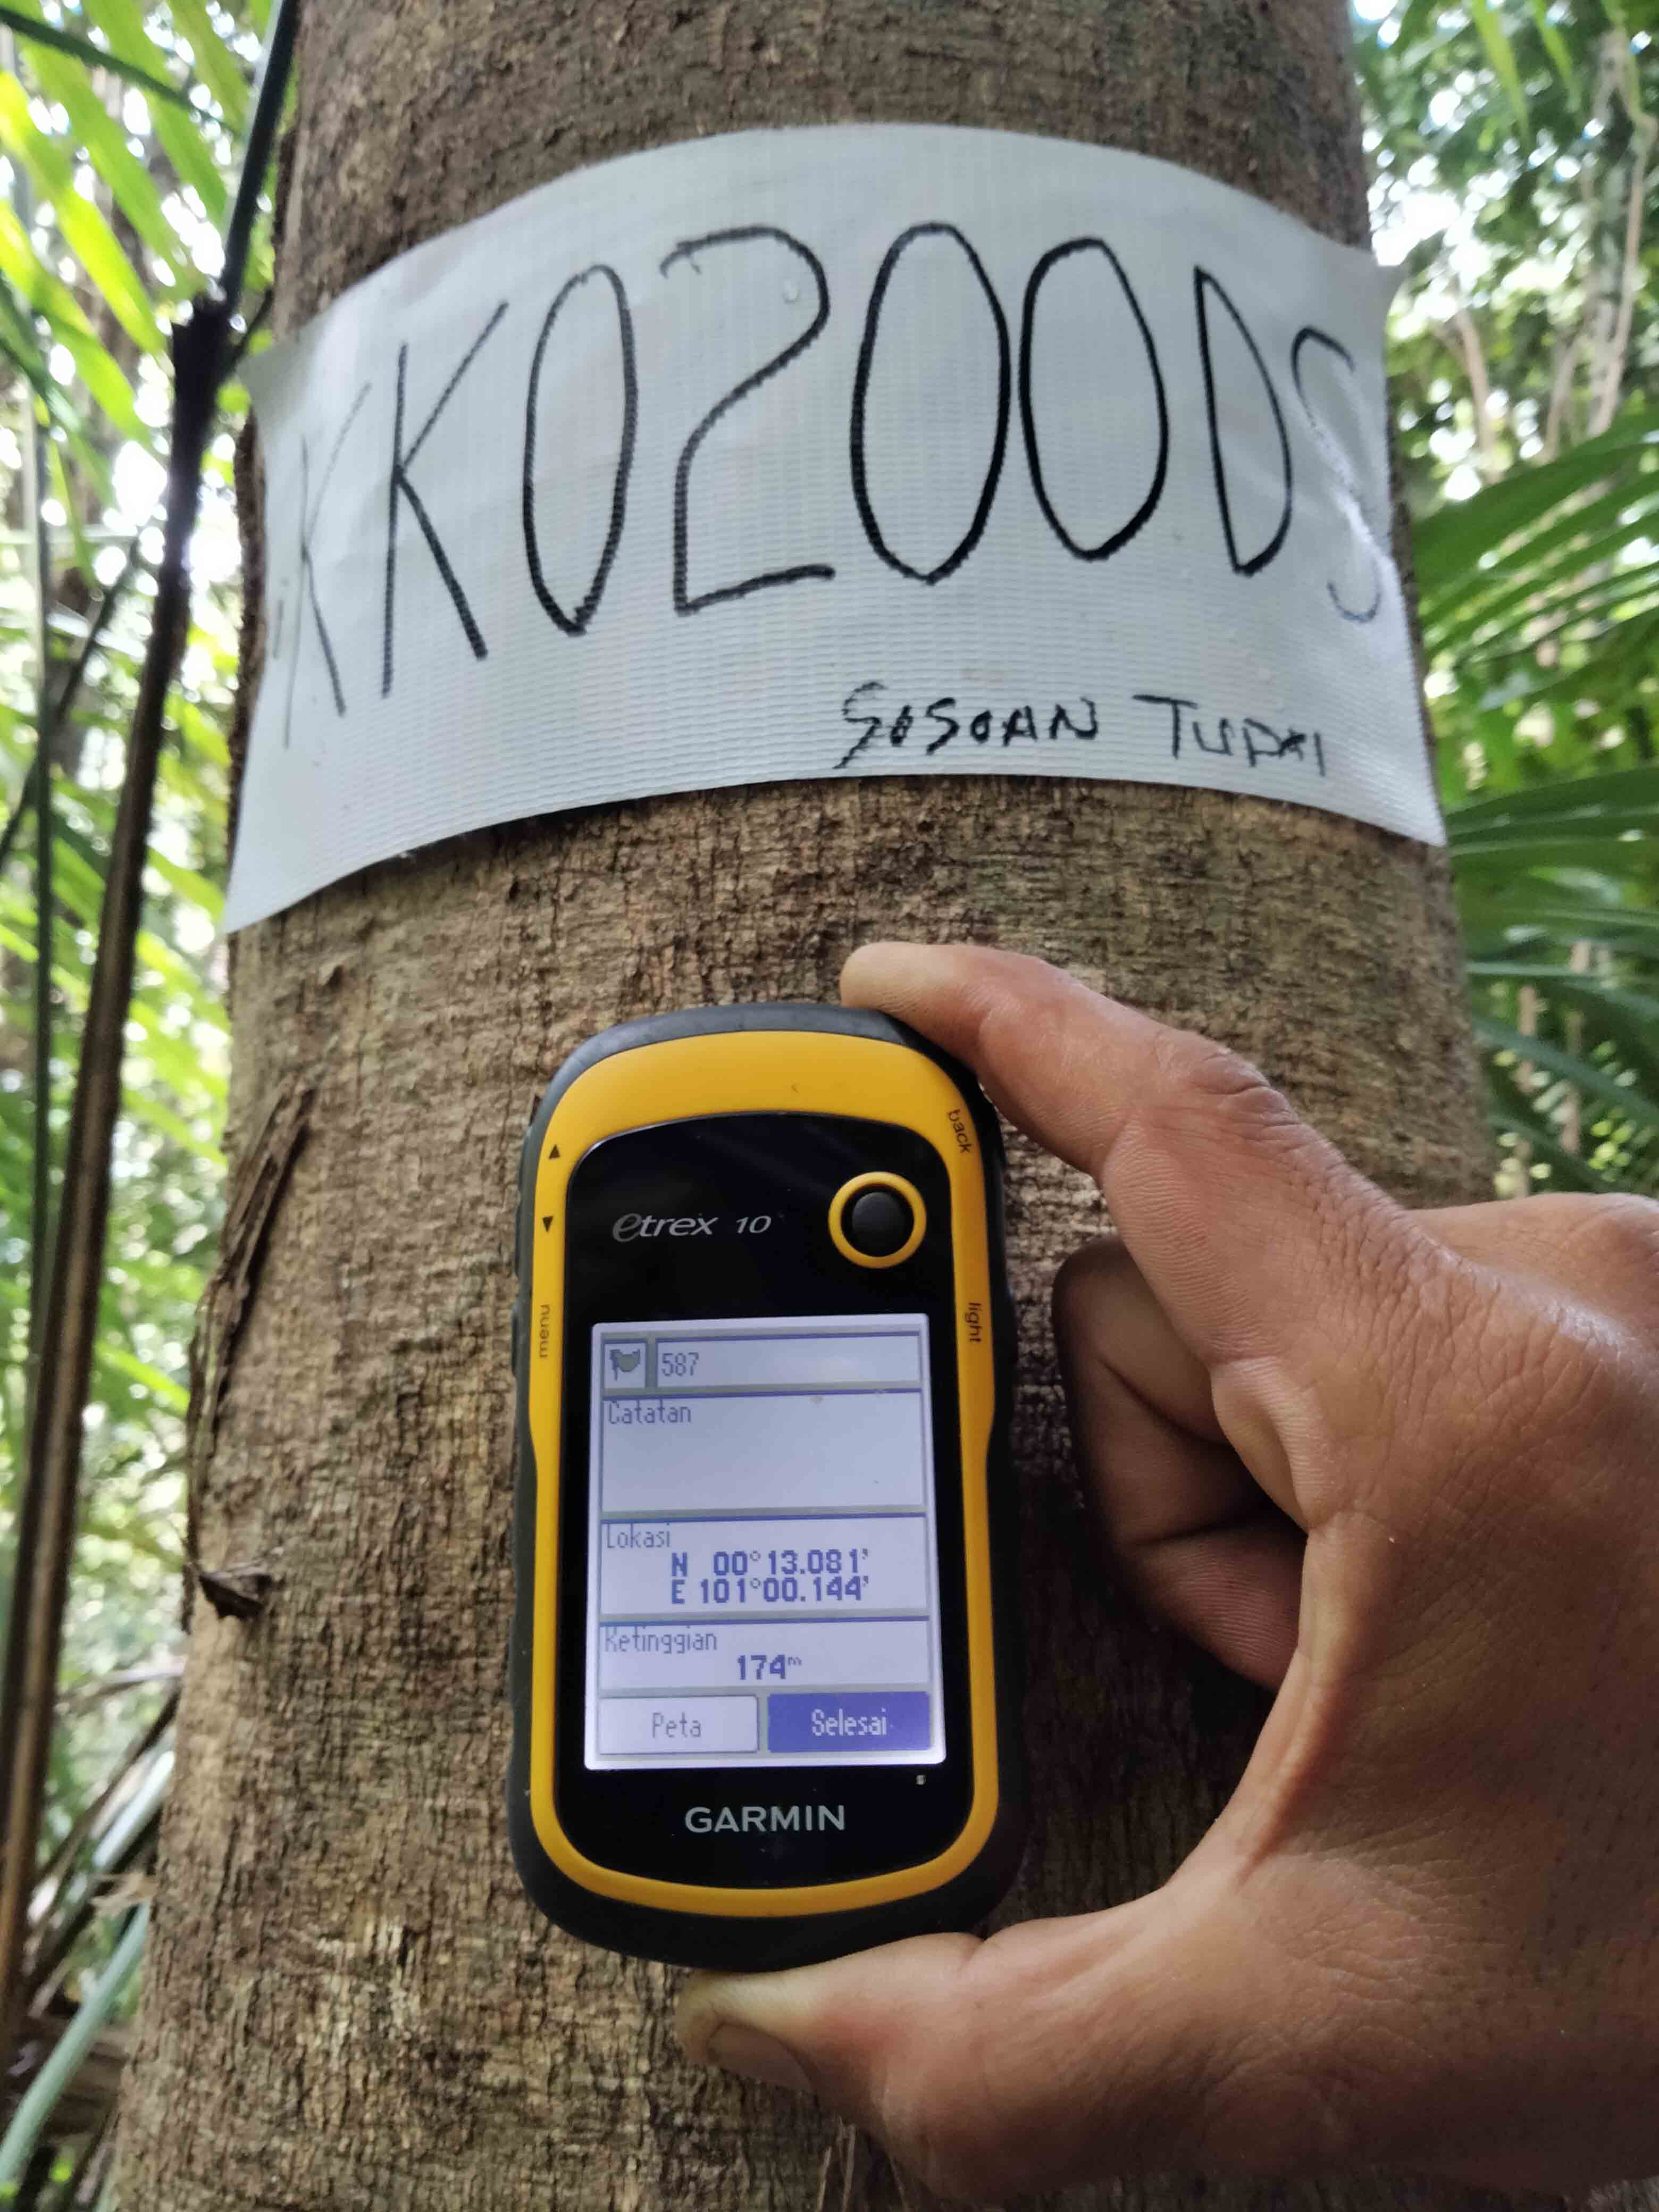 KK0200DS
SOSOAN TUPAI
back
etrex 10
menu
light
587
Catatan
Lokasi
N 00°13.081'
E 101°00.144'
Ketinggian
174m
Peta
Selesai
GARMIN